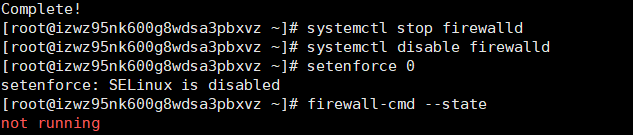 Complete!
[root@izwz95nk600g8wdsa3pbxvz ~]# systemctl stop firewalld
[root@izwz95nk600g8wdsa3pbxvz ~]# systemctl disable firewalld
[root@izwz95nk600g8wdsa3pbxvz ~]# setenforce 0
setenforce: SELinux is disabled
[root@izwz95nk600g8wdsa3pbxvz ~]# firewall-cmd --state
not running